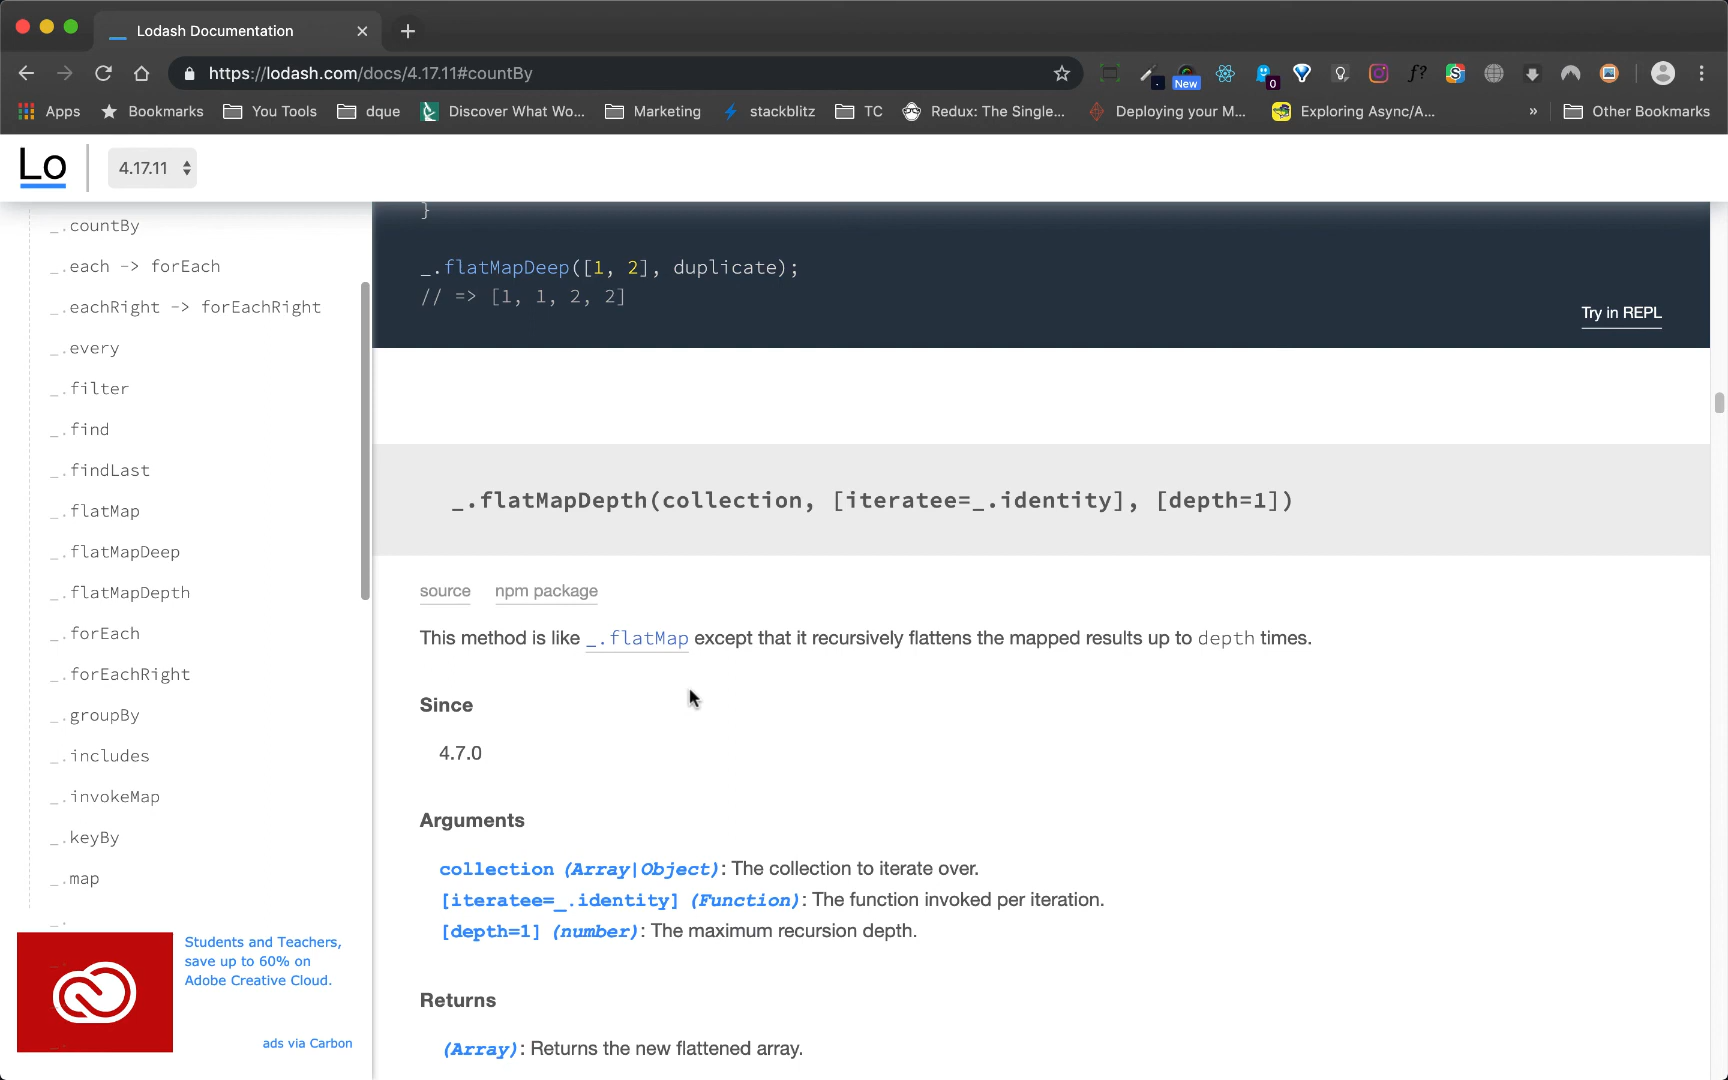 Lodash Documentation
https://lodash.com/docs/4.17.11#countBy
New
0
f?
Apps
Bookmarks
You Tools
dque
Discover What Wo...
Marketing
stackblitz
TC
Redux: The Single...
Deploying your M...
Exploring Async/A...
»
Other Bookmarks
Lo
4.17.11
_.countBy
_.each -> forEach
_.eachRight -> forEachRight
_.every
_.filter
_.find
_.findLast
_.flatMap
_.flatMapDeep
_.flatMapDepth
_.forEach
_.forEachRight
_.groupBy
_.includes
_.invokeMap
_.keyBy
_.map
_.
Students and Teachers,
save up to 60% on
Adobe Creative Cloud.
ads via Carbon
}
_.flatMapDeep([1, 2], duplicate);
// => [1, 1, 2, 2]
Try in REPL
_.flatMapDepth(collection, [iteratee=_.identity], [depth=1])
source npm package
This method is like _.flatMap except that it recursively flattens the mapped results up to depth times.
Since
4.7.0
Arguments
collection (Array|Object): The collection to iterate over.
[iteratee=_.identity] (Function): The function invoked per iteration.
[depth=1] (number): The maximum recursion depth.
Returns
(Array): Returns the new flattened array.